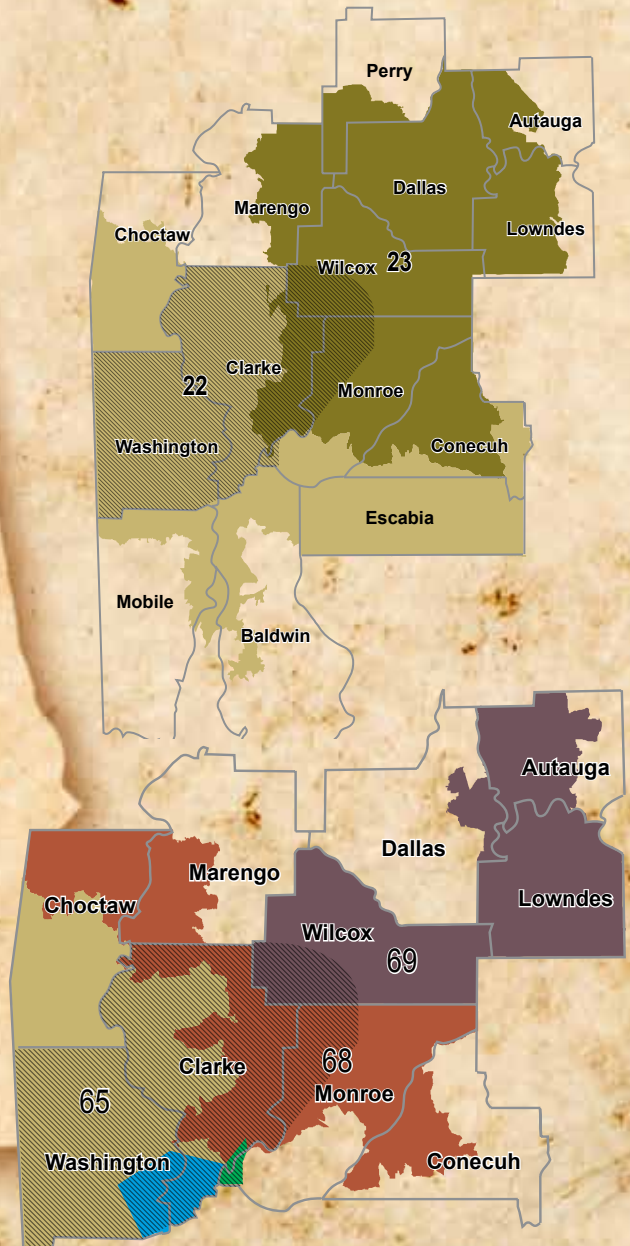 Perry
Autauga
Dallas
Marengo
Lowndes
Choctaw
Wilcox 23
Clarke
22
Monroe
Washington
Conecuh
Escabia
Mobile
Baldwin
Autauga
Dallas
Marengo
Lowndes
Choctaw
Wilcox
69
Clarke
68
Monroe
65
Washington
Conecuh